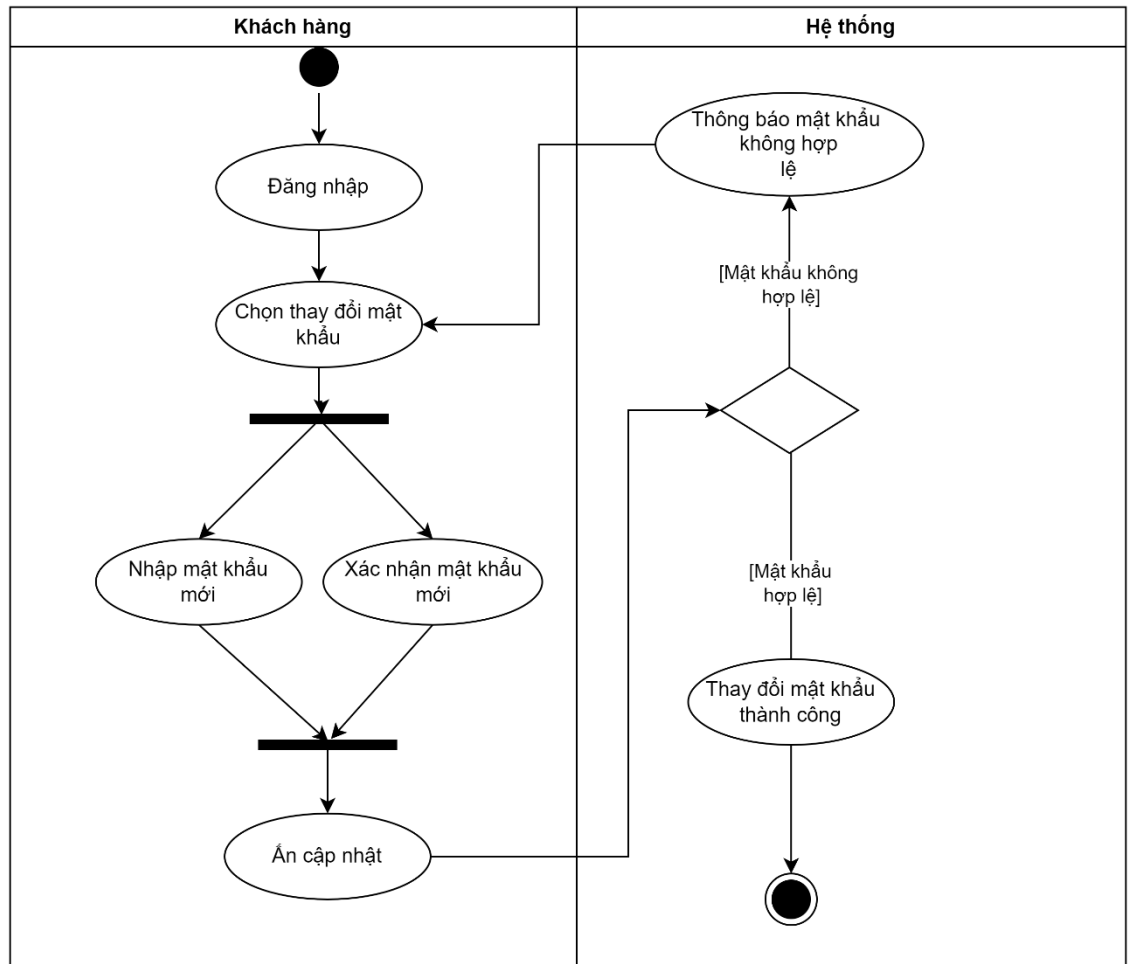 Khách hàng
Hệ thống
Đăng nhập
Chọn thay đổi mật
khẩu
Nhập mật khẩu
mới
Xác nhận mật khẩu
mới
Ấn cập nhật
Thông báo mật khẩu
không hợp
lệ
[Mật khẩu không
hợp lệ]
[Mật khẩu
hợp lệ]
Thay đổi mật khẩu
thành công